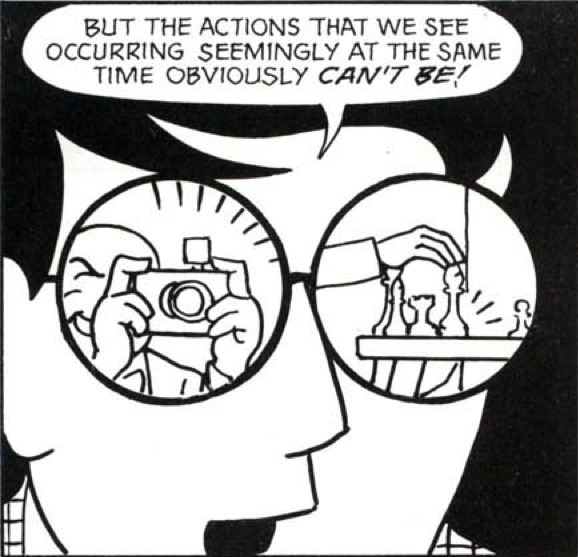 BUT THE ACTIONS THAT WE SEE
OCCURRING SEEMINGLY AT THE SAME
TIME OBVIOUSLY CAN'T BE!